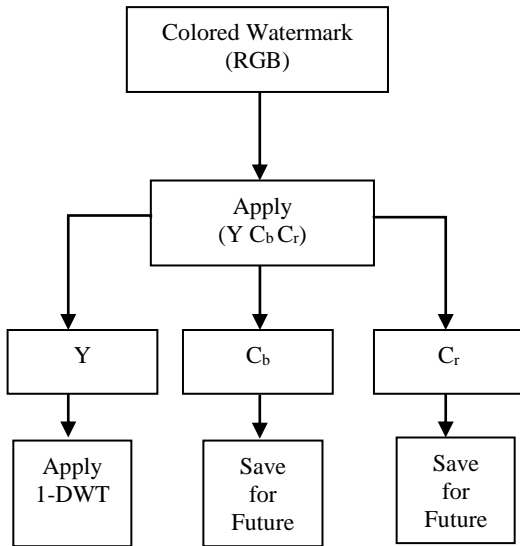 Colored Watermark
(RGB)
Apply
(Y Cb Cr)
Y
Cb
Cr
Apply
1-DWT
Save
for
Future
Save
for
Future